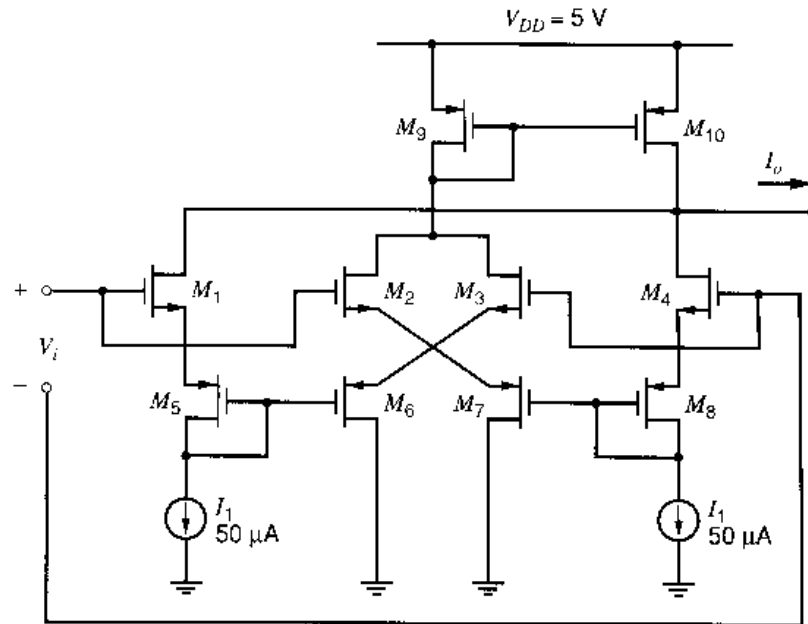 V_DD = 5 V
M_9
M_10
I_o
+
M_1
M_2
M_3
M_4
V_i
−
M_5
M_6
M_7
M_8
I_1
50 µA
I_1
50 µA